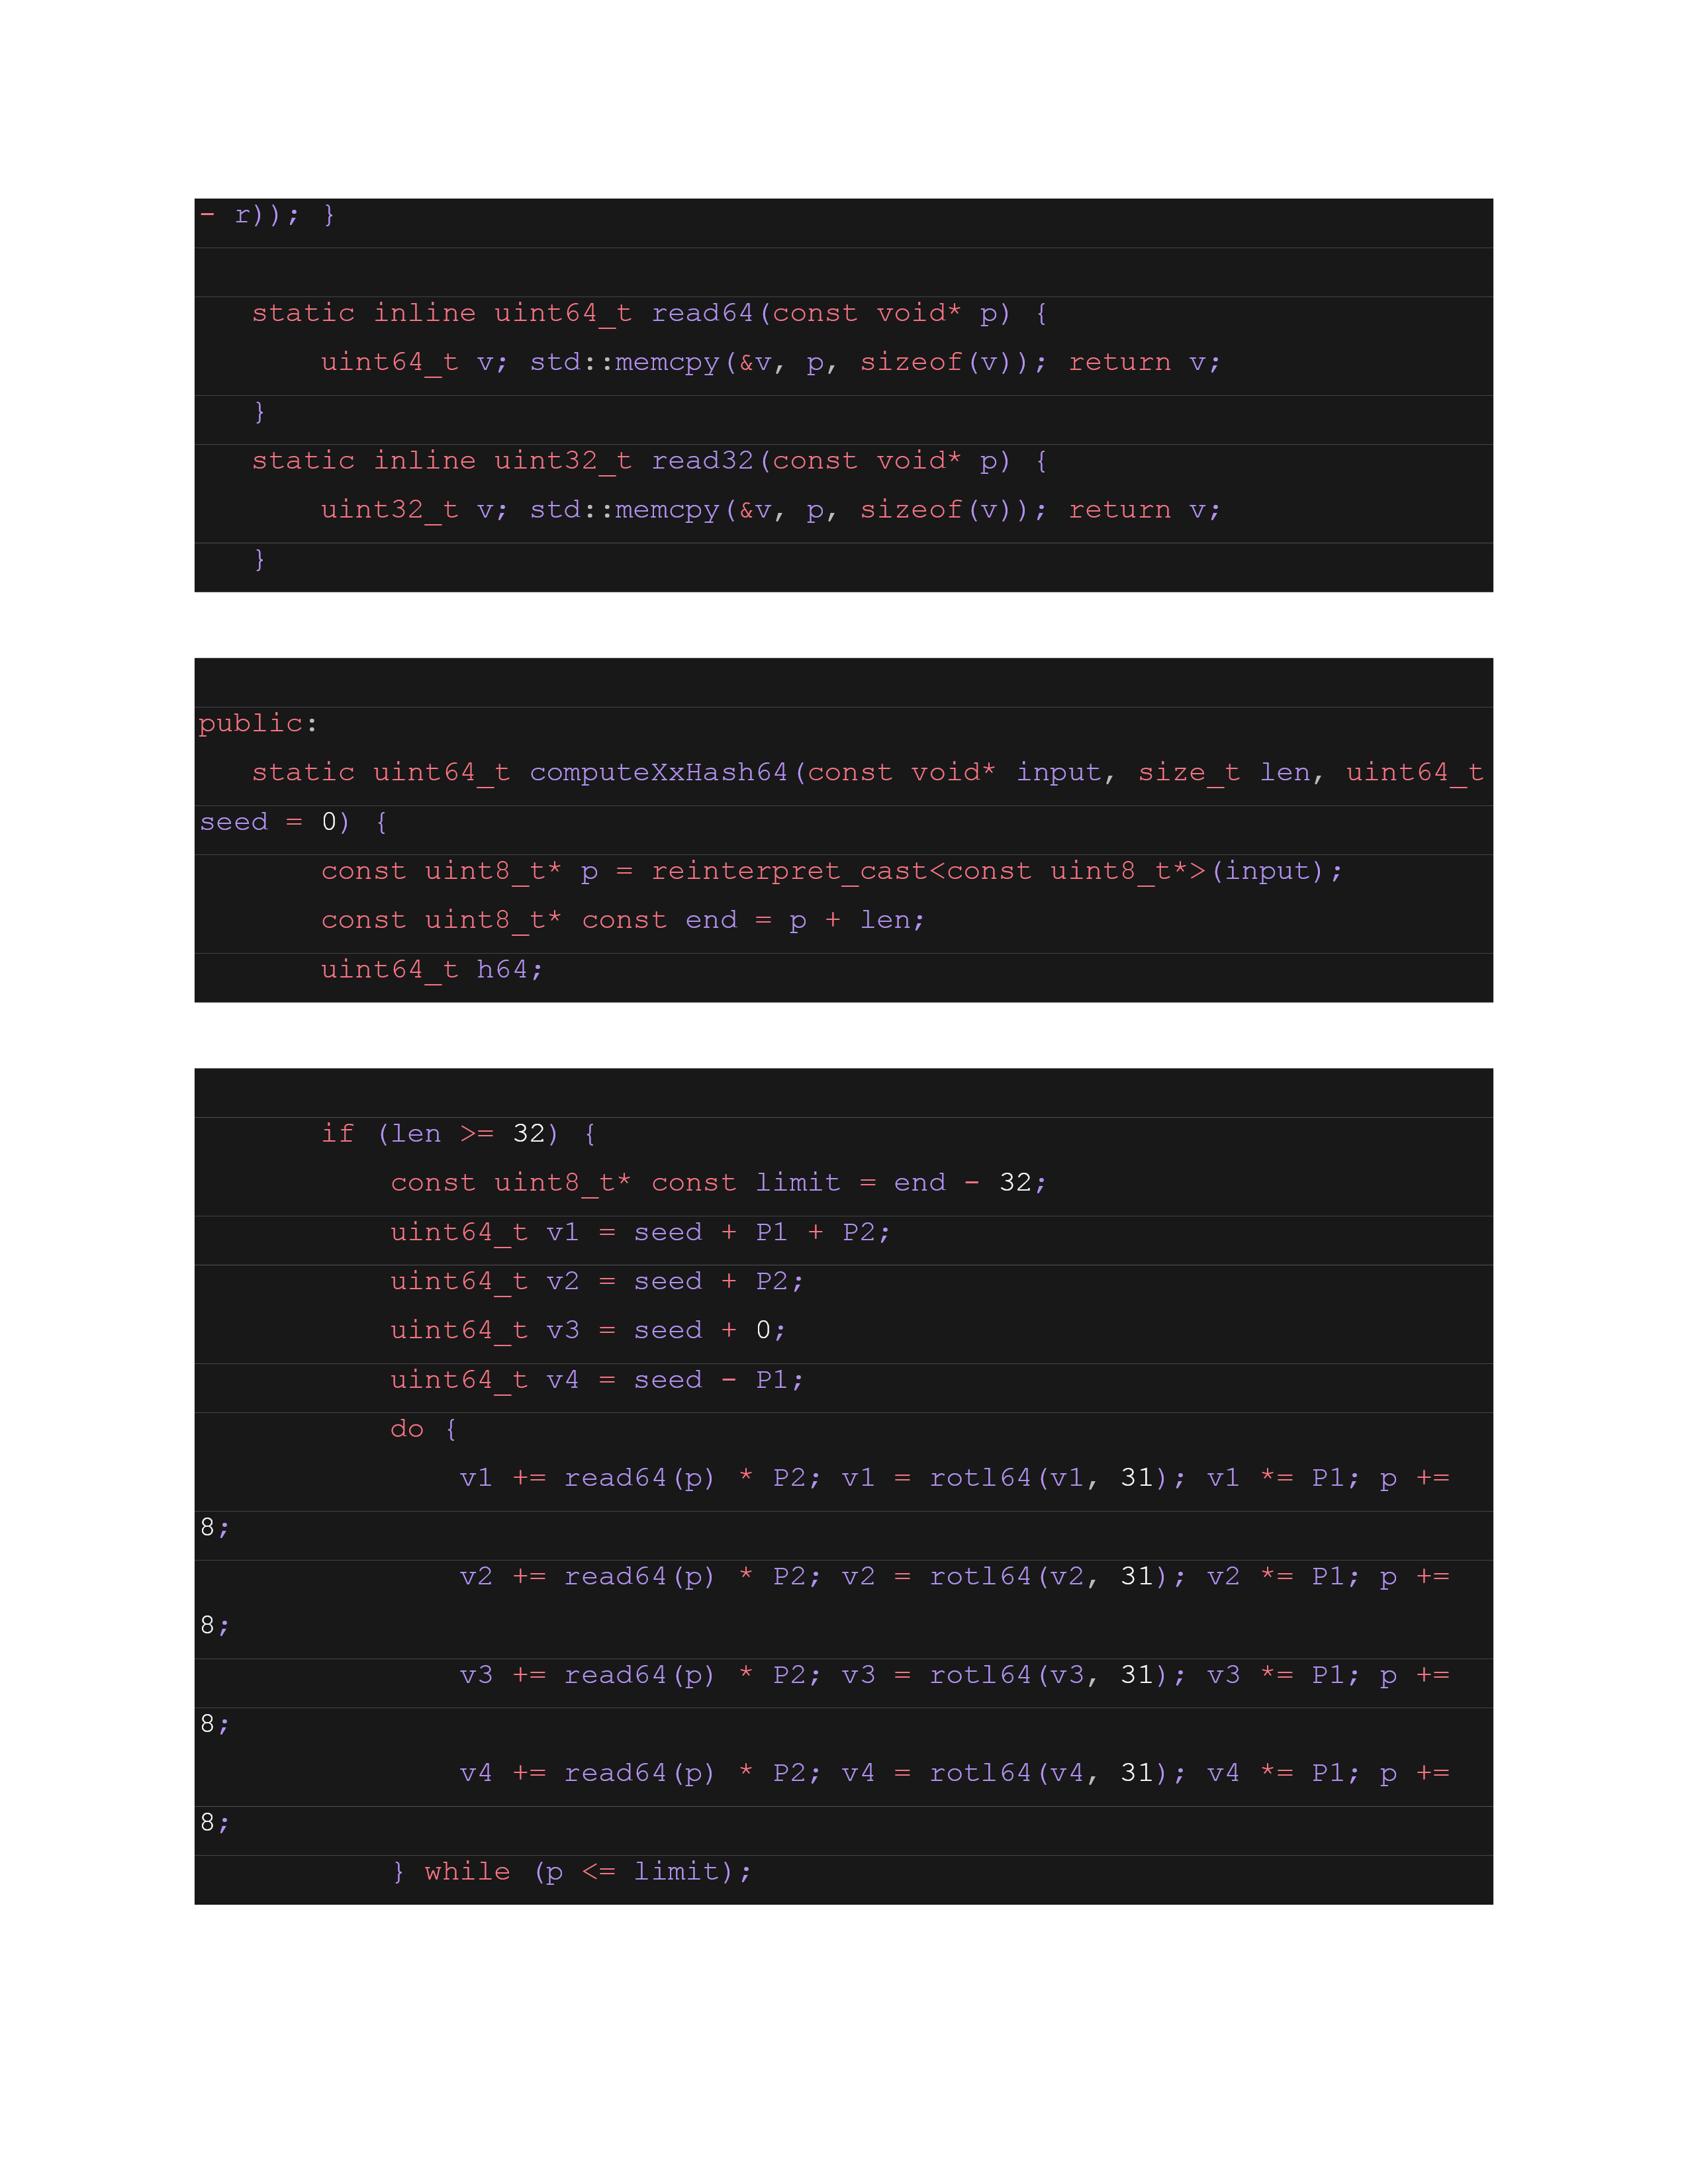 - r)); }
static inline uint64_t read64(const void* p) {
uint64_t v; std::memcpy(&v, p, sizeof(v)); return v;
}
static inline uint32_t read32(const void* p) {
uint32_t v; std::memcpy(&v, p, sizeof(v)); return v;
}
public:
static uint64_t computeXxHash64(const void* input, size_t len, uint64_t
seed = 0) {
const uint8_t* p = reinterpret_cast<const uint8_t*>(input);
const uint8_t* const end = p + len;
uint64_t h64;
if (len >= 32) {
const uint8_t* const limit = end - 32;
uint64_t v1 = seed + P1 + P2;
uint64_t v2 = seed + P2;
uint64_t v3 = seed + 0;
uint64_t v4 = seed - P1;
do {
v1 += read64(p) * P2; v1 = rotl64(v1, 31); v1 *= P1; p +=
8;
v2 += read64(p) * P2; v2 = rotl64(v2, 31); v2 *= P1; p +=
8;
v3 += read64(p) * P2; v3 = rotl64(v3, 31); v3 *= P1; p +=
8;
v4 += read64(p) * P2; v4 = rotl64(v4, 31); v4 *= P1; p +=
8;
} while (p <= limit);